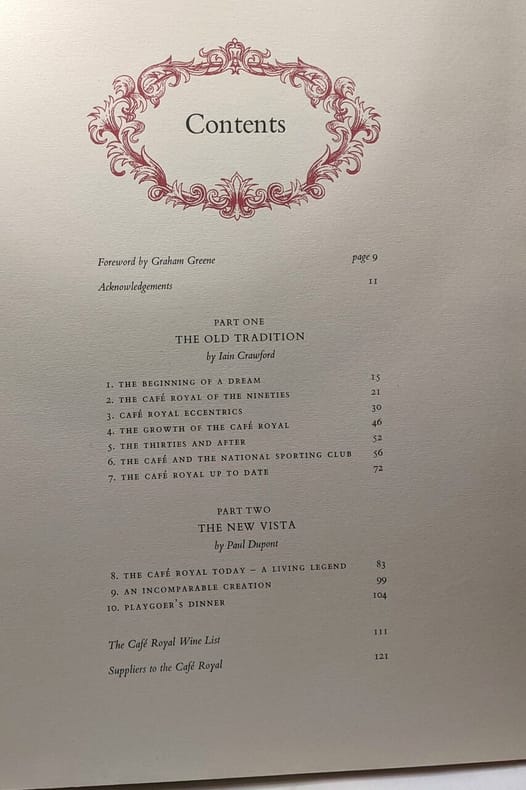 Contents
Foreword by Graham Greene page 9
Acknowledgements 11
PART ONE
THE OLD TRADITION
by Iain Crawford
1. THE BEGINNING OF A DREAM 15
2. THE CAFÉ ROYAL OF THE NINETIES 21
3. CAFÉ ROYAL ECCENTRICS 30
4. THE GROWTH OF THE CAFÉ ROYAL 46
5. THE THIRTIES AND AFTER 52
6. THE CAFÉ AND THE NATIONAL SPORTING CLUB 56
7. THE CAFÉ ROYAL UP TO DATE 72
PART TWO
THE NEW VISTA
by Paul Dupont
8. THE CAFÉ ROYAL TODAY – A LIVING LEGEND 83
9. AN INCOMPARABLE CREATION 99
10. PLAYGOER'S DINNER 104
The Café Royal Wine List 111
Suppliers to the Café Royal 121